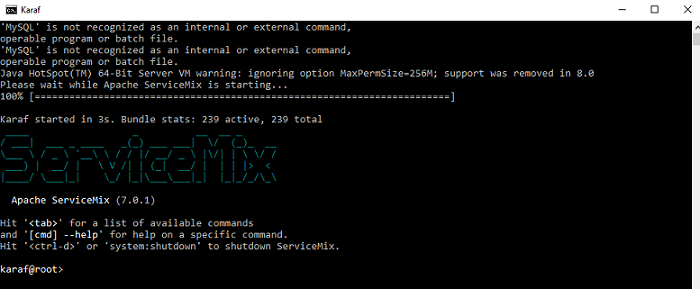 Karaf
'MySQL' is not recognized as an internal or external command,
operable program or batch file.
'MySQL' is not recognized as an internal or external command,
operable program or batch file.
Java HotSpot(TM) 64-Bit Server VM warning: ignoring option MaxPermSize=256M; support was removed in 8.0
Please wait while Apache ServiceMix is starting...
100% [========================================================================]
Karaf started in 3s. Bundle stats: 239 active, 239 total
ServiceMix
Apache ServiceMix (7.0.1)
Hit '<tab>' for a list of available commands
and '[cmd] --help' for help on a specific command.
Hit '<ctrl-d>' or 'system:shutdown' to shutdown ServiceMix.
karaf@root>